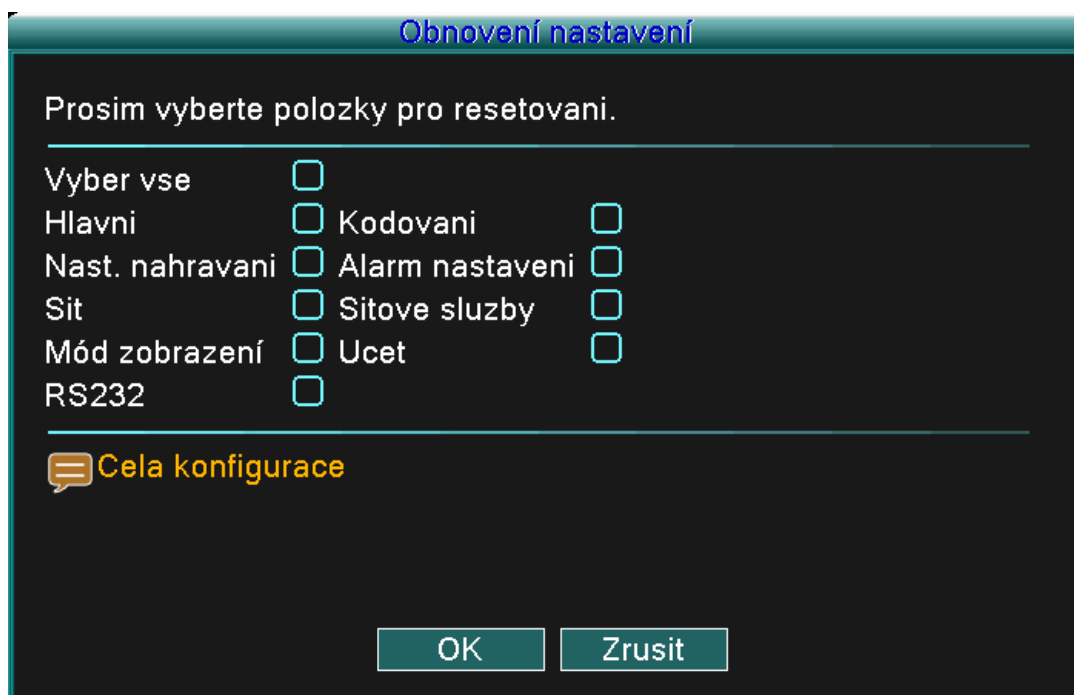 Obnovení nastavení
Prosim vyberte polozky pro resetovani.
Vyber vse
Hlavni Kodovani
Nast. nahravani Alarm nastaveni
Sit Sitove sluzby
Mód zobrazení Ucet
RS232
Cela konfigurace
OK Zrusit